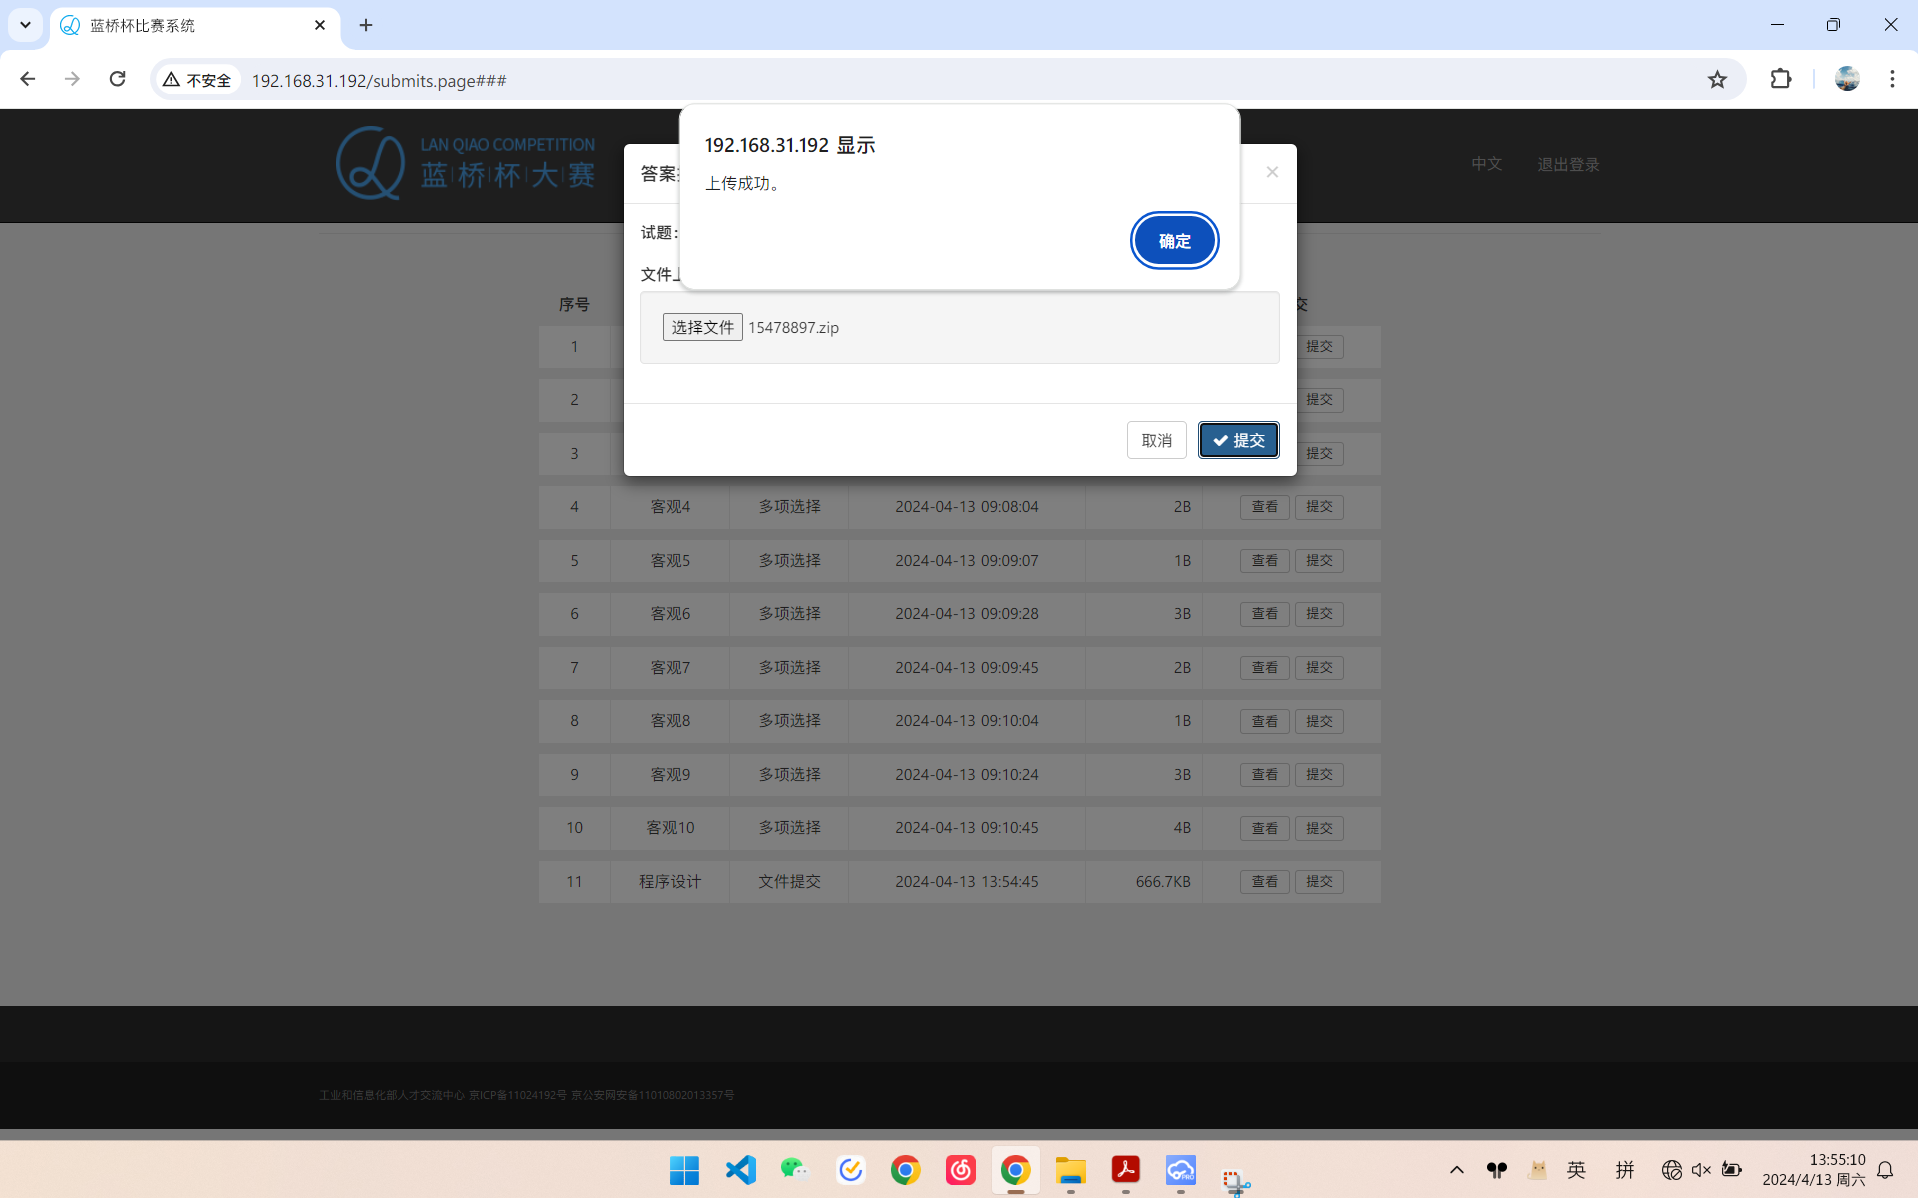 蓝桥杯比赛系统
不安全 192.168.31.192/submits.page###
LAN QIAO COMPETITION
蓝桥杯大赛
中文 退出登录
192.168.31.192 显示
上传成功。
确定
答案
试题:
文件上
选择文件 15478897.zip
取消 提交
序号 交
1 提交
2 提交
3 提交
4 客观4 多项选择 2024-04-13 09:08:04 2B 查看 提交
5 客观5 多项选择 2024-04-13 09:09:07 1B 查看 提交
6 客观6 多项选择 2024-04-13 09:09:28 3B 查看 提交
7 客观7 多项选择 2024-04-13 09:09:45 2B 查看 提交
8 客观8 多项选择 2024-04-13 09:10:04 1B 查看 提交
9 客观9 多项选择 2024-04-13 09:10:24 3B 查看 提交
10 客观10 多项选择 2024-04-13 09:10:45 4B 查看 提交
11 程序设计 文件提交 2024-04-13 13:54:45 666.7KB 查看 提交
工业和信息化部人才交流中心 京ICP备11024192号 京公安网安备11010802013357号
PRO
英 拼
13:55:10
2024/4/13 周六